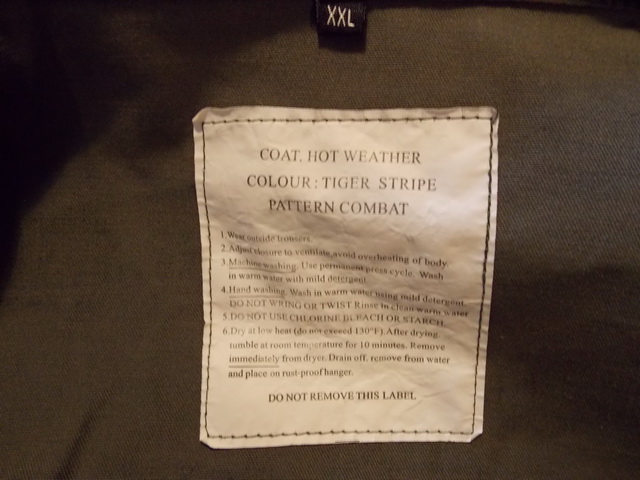 XXL
COAT. HOT WEATHER
COLOUR : TIGER STRIPE
PATTERN COMBAT
1.Wear outside trousers.
2.Adjust closure to ventilate,avoid overheating of body.
3.Machine washing. Use permanent press cycle, Wash
in warm water with mild detergent.
4.Hand washing. Wash in warm water using mild detergent.
DO NOT WRING OR TWIST Rinse in clean warm water
5.DO NOT USE CHLORINE BLEACH OR STARCH
6.Dry at low heat (do not exceed 130°F).After drying,
tumble at room temperature for 10 minutes. Remove
immediately from dryer. Drain off, remove from water
and place on rust-proof hanger.
DO NOT REMOVE THIS LABEL